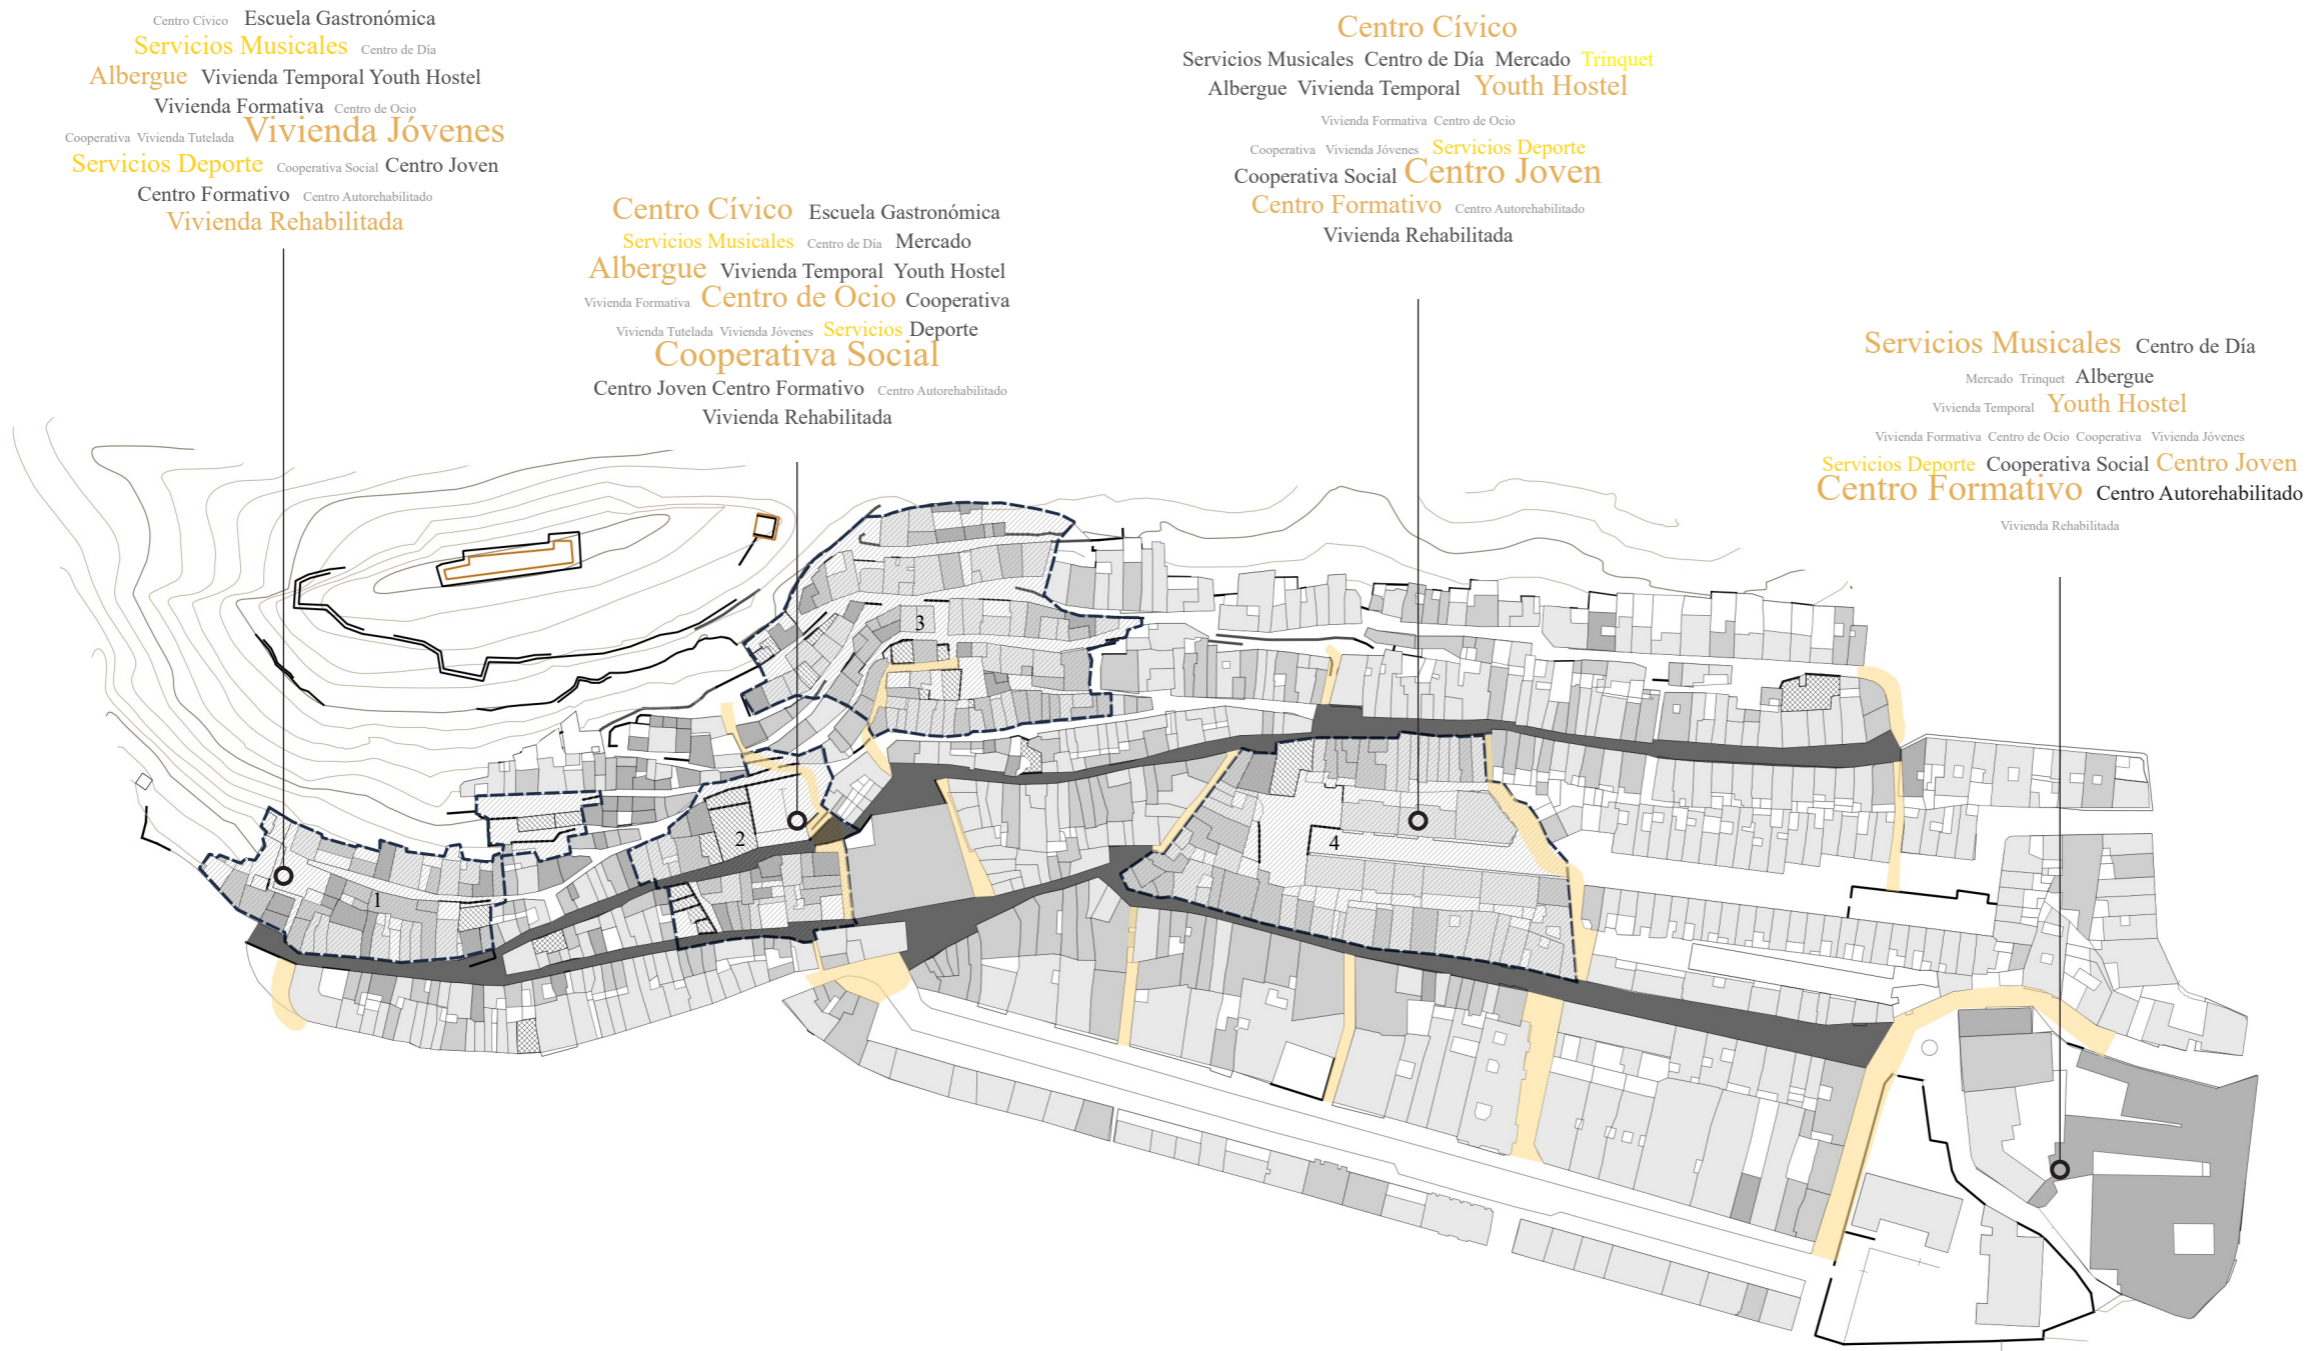 Centro Cívico Escuela Gastronómica
Servicios Musicales Centro de Día
Albergue Vivienda Temporal Youth Hostel
Vivienda Formativa Centro de Ocio
Cooperativa Vivienda Tutelada Vivienda Jóvenes
Servicios Deporte Cooperativa Social Centro Joven
Centro Formativo Centro Autorehabilitado
Vivienda Rehabilitada
Centro Cívico Escuela Gastronómica
Servicios Musicales Centro de Día Mercado
Albergue Vivienda Temporal Youth Hostel
Vivienda Formativa Centro de Ocio Cooperativa
Vivienda Tutelada Vivienda Jóvenes Servicios Deporte
Cooperativa Social
Centro Joven Centro Formativo Centro Autorehabilitado
Vivienda Rehabilitada
Centro Cívico
Servicios Musicales Centro de Día Mercado Trinquet
Albergue Vivienda Temporal Youth Hostel
Vivienda Formativa Centro de Ocio
Cooperativa Vivienda Jóvenes Servicios Deporte
Cooperativa Social Centro Joven
Centro Formativo Centro Autorehabilitado
Vivienda Rehabilitada
Servicios Musicales Centro de Día
Mercado Trinquet Albergue
Vivienda Temporal Youth Hostel
Vivienda Formativa Centro de Ocio Cooperativa Vivienda Jóvenes
Servicios Deporte Cooperativa Social Centro Joven
Centro Formativo Centro Autorehabilitado
Vivienda Rehabilitada
3
2
4
1